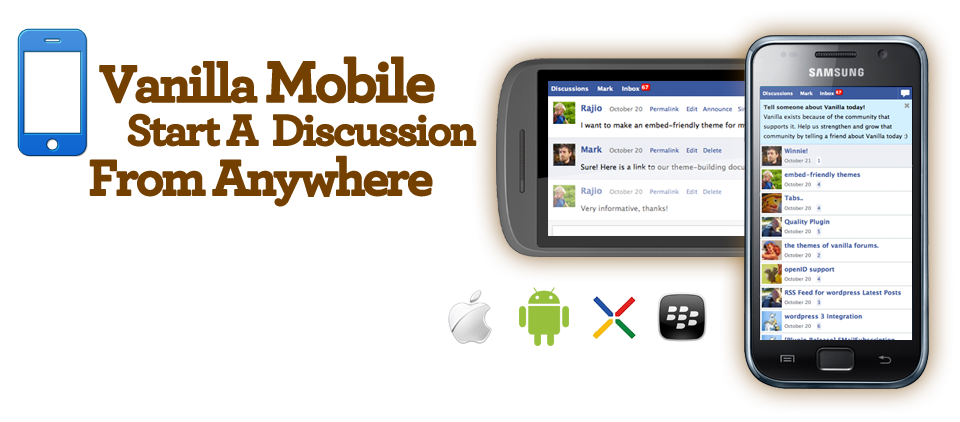 Vanilla Mobile
Start A Discussion
From Anywhere
Discussions Mark Inbox 67
Rajio October 20 Permalink Edit Announce
I want to make an embed-friendly theme for
Mark October 20 Permalink Edit Delete
Sure! Here is a link to our theme-building
Rajio October 20 Permalink Edit Delete
Very informative, thanks!
SAMSUNG
Discussions Mark Inbox 67
Tell someone about Vanilla today!
Vanilla exists because of the community that
supports it. Help us strengthen and grow that
community by telling a friend about Vanilla today :)
Winnie!
October 21 1
embed-friendly themes
October 20 4
Tabs..
October 20 4
Quality Plugin
October 20 5
the themes of vanilla forums.
October 20 2
openID support
October 20 4
RSS Feed for wordpress Latest Posts
October 20 3
wordpress 3 Integration
October 20 6